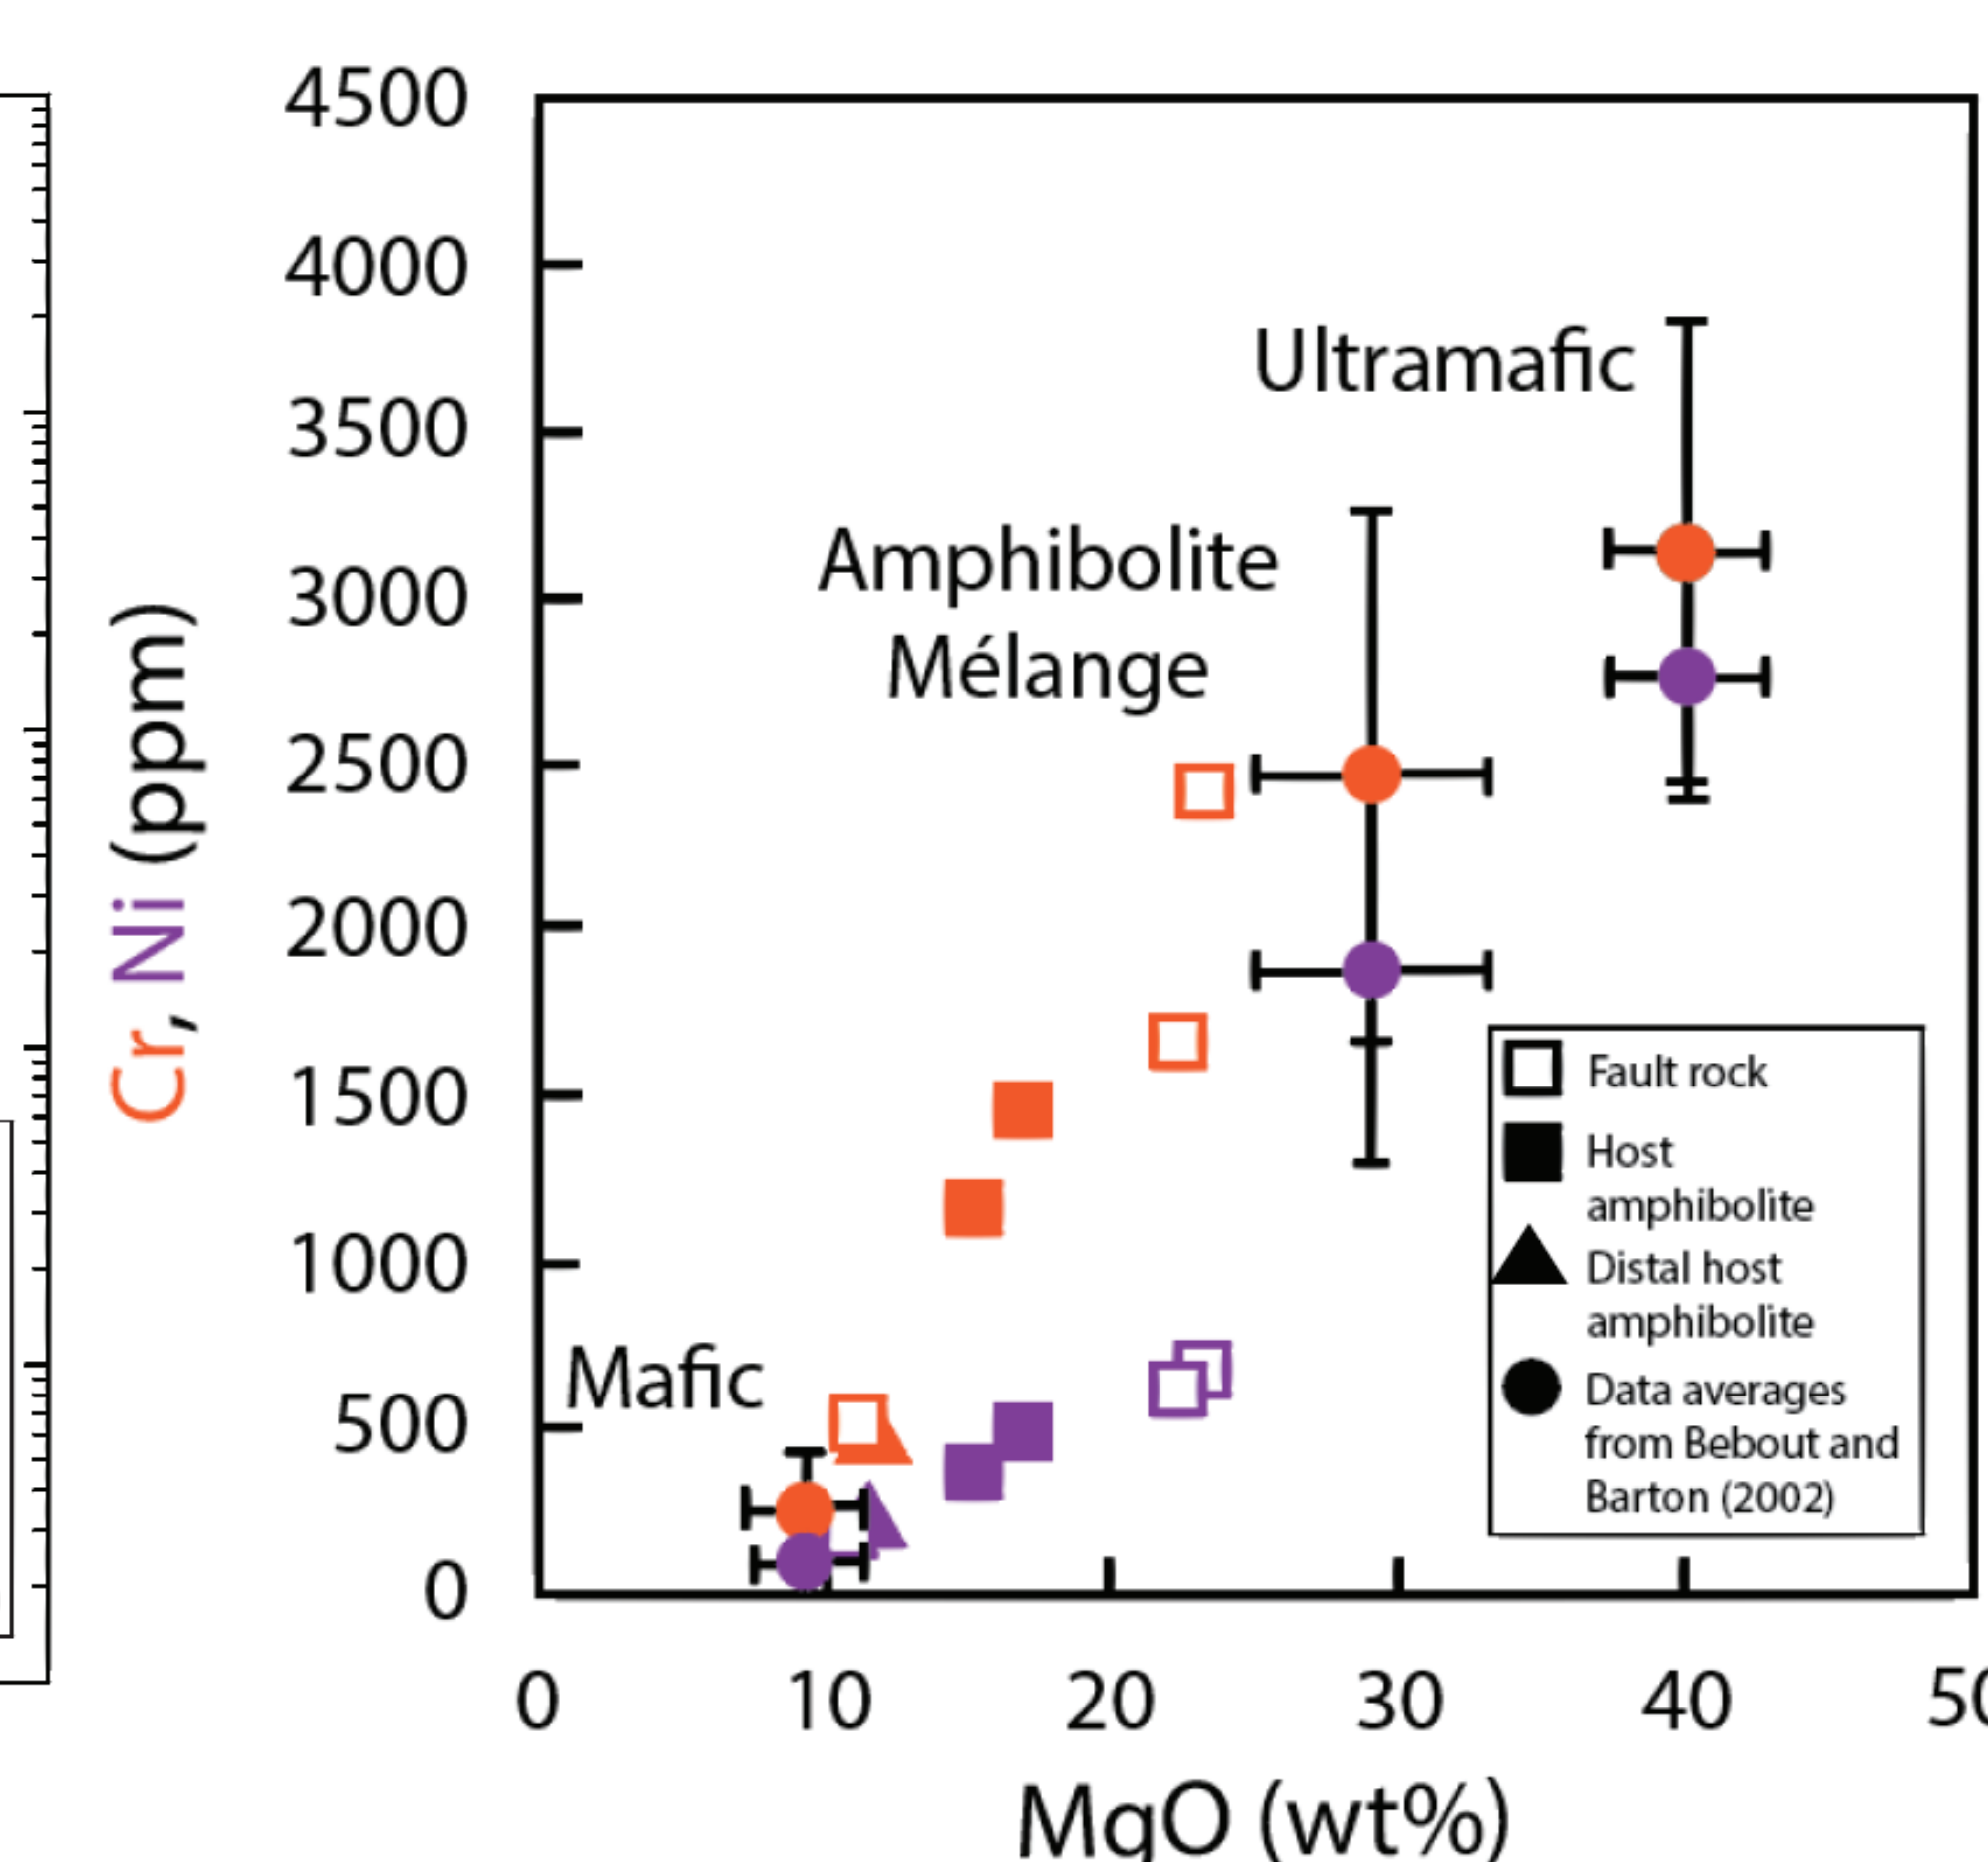 4500
4000
3500
3000
2500
2000
1500
1000
500
0
Cr, Ni (ppm)
Ultramafic
Amphibolite
Mélange
Mafic
Fault rock
Host
amphibolite
Distal host
amphibolite
Data averages
from Bebout and
Barton (2002)
0 10 20 30 40 50
MgO (wt%)